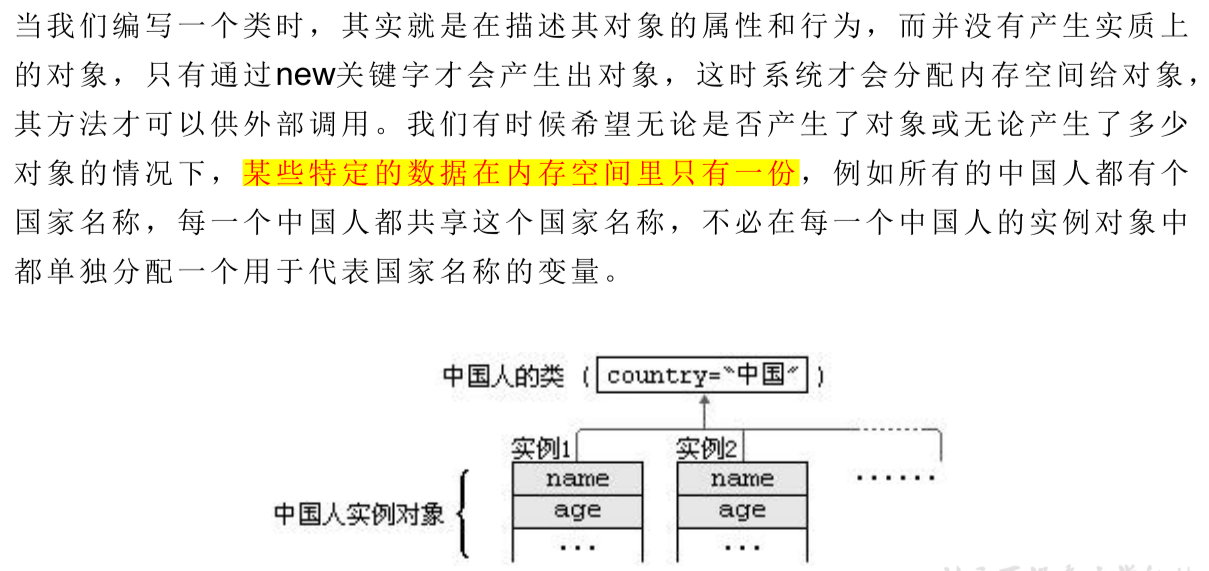 当我们编写一个类时，其实就是在描述其对象的属性和行为，而并没有产生实质上
的对象，只有通过new关键字才会产生出对象，这时系统才会分配内存空间给对象，
其方法才可以供外部调用。我们有时候希望无论是否产生了对象或无论产生了多少
对象的情况下，某些特定的数据在内存空间里只有一份，例如所有的中国人都有个
国家名称，每一个中国人都共享这个国家名称，不必在每一个中国人的实例对象中
都单独分配一个用于代表国家名称的变量。
中国人的类 (country=“中国”)
实例1 实例2
name name ······
中国人实例对象 age age
··· ···